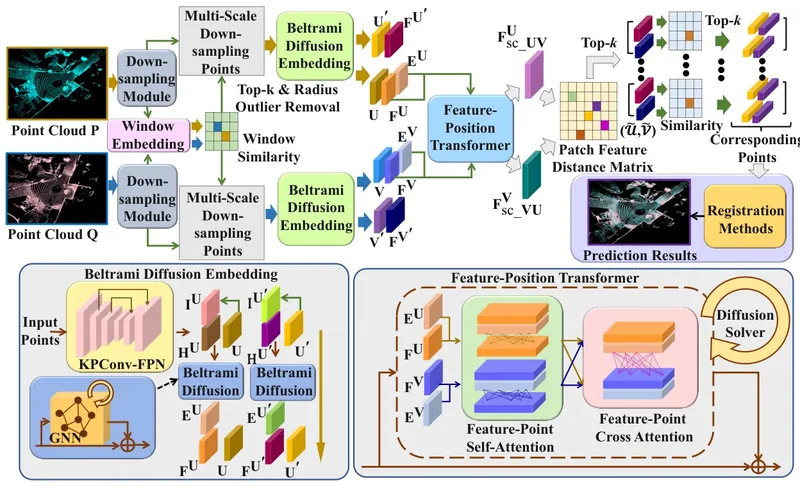 Point Cloud P
Down-
sampling
Module
Multi-Scale
Down-
sampling
Points
Beltrami
Diffusion
Embedding
Top-k & Radius
Outlier Removal
Window
Embedding
Window
Similarity
Point Cloud Q
Down-
sampling
Module
Multi-Scale
Down-
sampling
Points
Beltrami
Diffusion
Embedding
U′ F^U′
E^U
U F^U
E^V
V F^V
V′ F^V′
Feature-
Position
Transformer
F^U_sc_UV
F^V_sc_VU
Patch Feature
Distance Matrix
Top-k
(Ũ,Ṽ)
Similarity
Top-k
Corresponding
Points
Prediction Results
Registration
Methods
Beltrami Diffusion Embedding
Input
Points
KPConv-FPN
GNN
I^U
H^U U
I^U′
H^U′ U′
Beltrami
Diffusion
Beltrami
Diffusion
E^U
F^U U
E^U′
F^U′ U′
Feature-Position Transformer
E^U
F^U
F^V
E^V
Feature-Point
Self-Attention
Feature-Point
Cross Attention
Diffusion
Solver